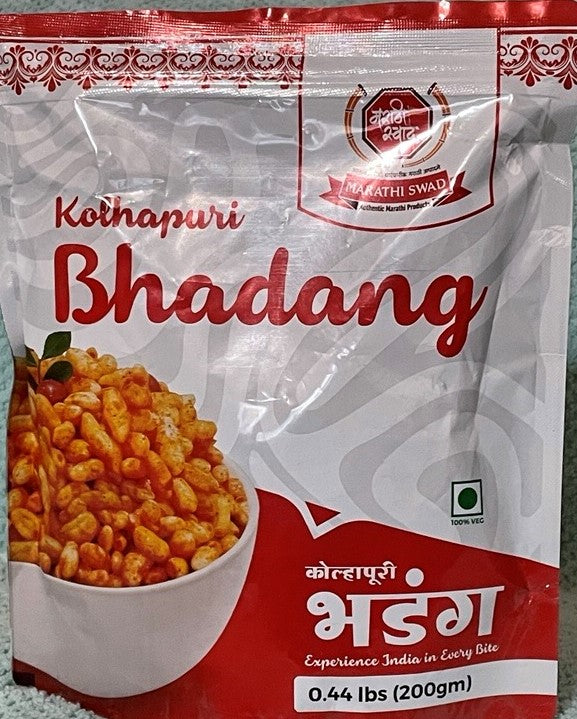 मराठी
स्वाद
MARATHI SWAD
Authentic Marathi Products
Kolhapuri
Bhadang
100% VEG
कोल्हापूरी
भडंग
Experience India in Every Bite
0.44 lbs (200gm)